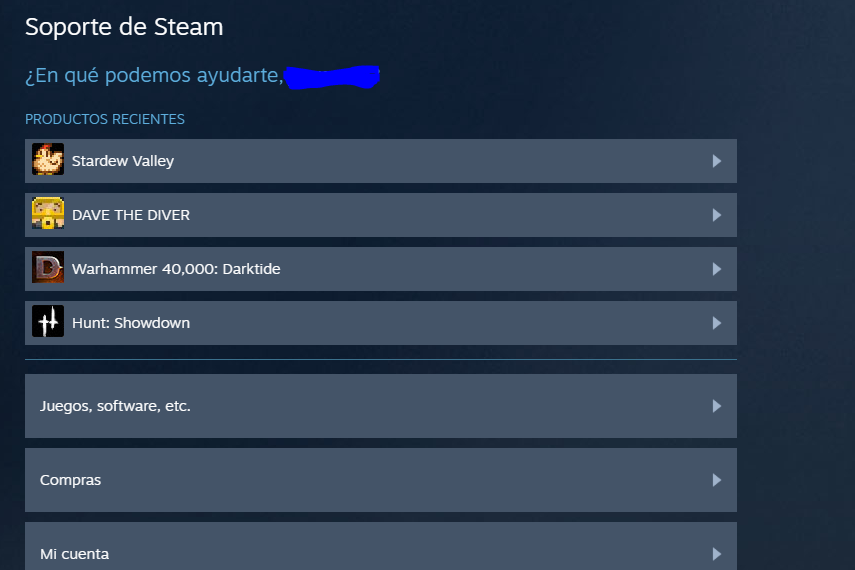 Soporte de Steam
¿En qué podemos ayudarte,
PRODUCTOS RECIENTES
Stardew Valley
DAVE THE DIVER
Warhammer 40,000: Darktide
Hunt: Showdown
Juegos, software, etc.
Compras
Mi cuenta